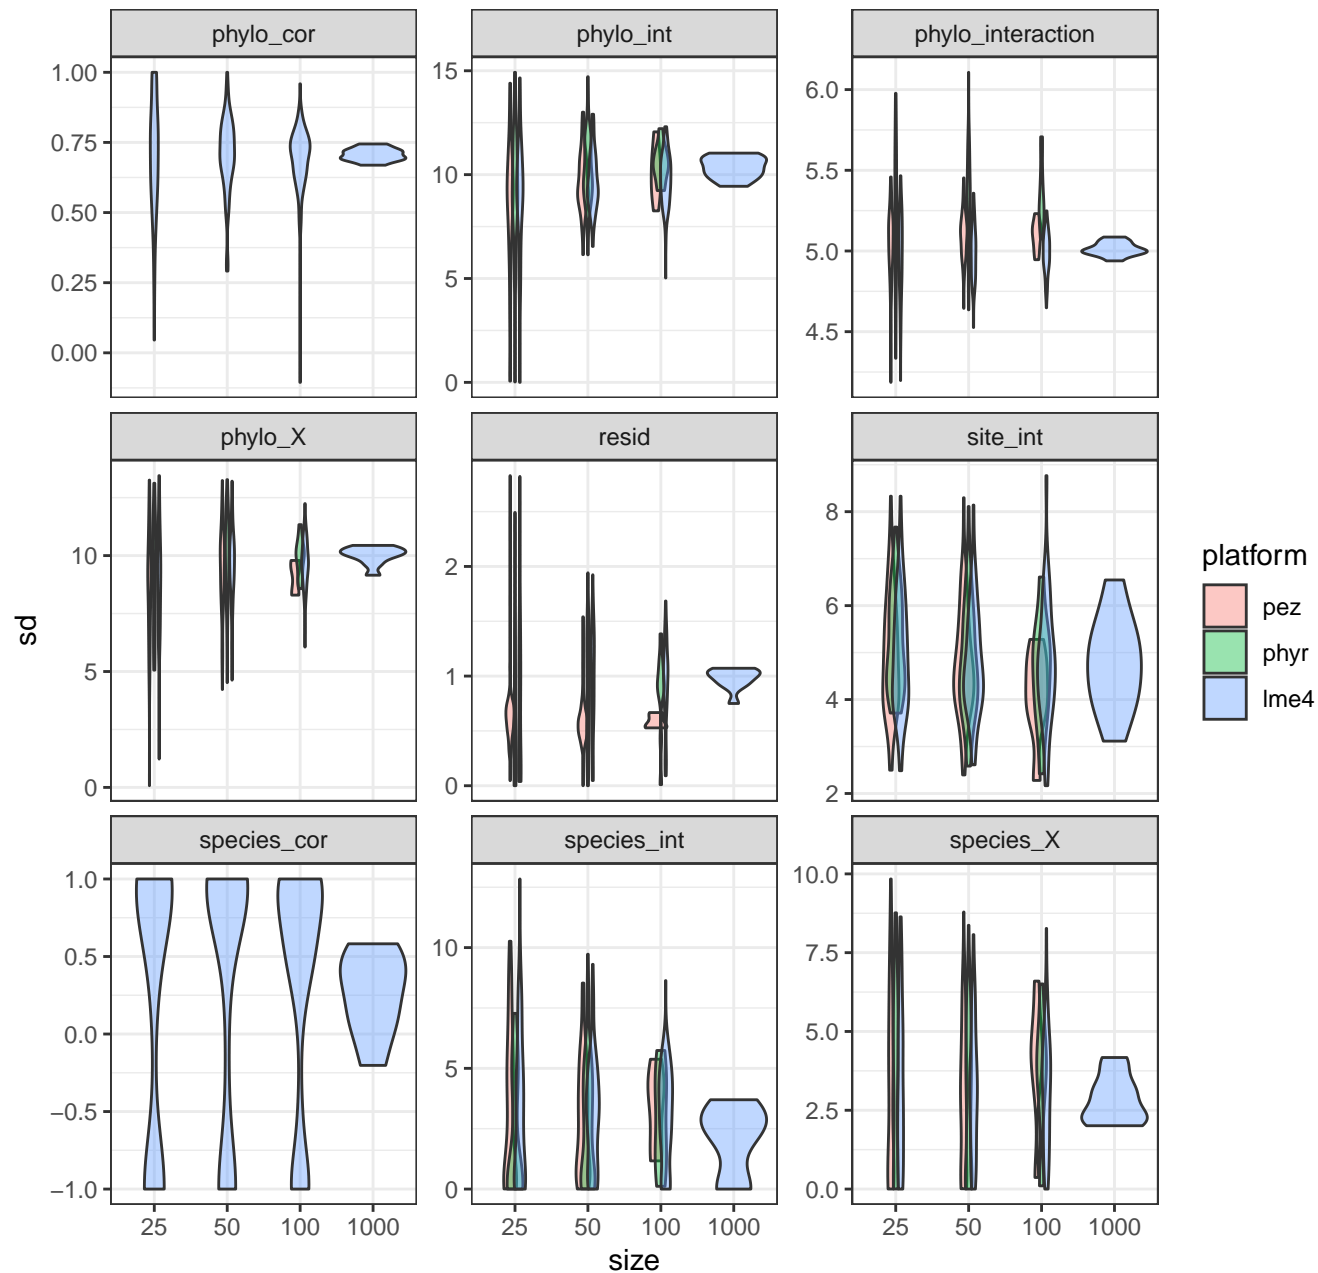 phylo_cor
phylo_int
phylo_interaction
1.00
0.75
0.50
0.25
0.00
15
10
5
0
6.0
5.5
5.0
4.5
phylo_X
resid
site_int
10
5
0
2
1
0
8
6
4
2
species_cor
species_int
species_X
1.0
0.5
0.0
−0.5
−1.0
10
5
0
10.0
7.5
5.0
2.5
0.0
25 50 100 1000
25 50 100 1000
25 50 100 1000
size
sd
platform
pez
phyr
lme4